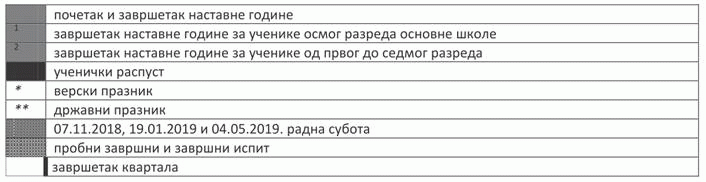 почетак и завршетак наставне године
1 завршетак наставне године за ученике осмог разреда основне школе
2 завршетак наставне године за ученике од првог до седмог разреда
ученички распуст
* верски празник
** државни празник
07.11.2018, 19.01.2019 и 04.05.2019. радна субота
пробни завршни и завршни испит
завршетак квартала